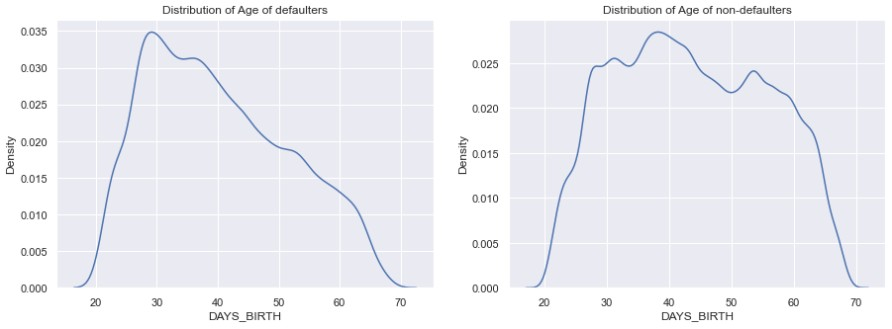 Distribution of Age of defaulters
0.035
0.030
0.025
0.020
0.015
0.010
0.005
0.000
Density
20 30 40 50 60 70
DAYS_BIRTH
Distribution of Age of non-defaulters
0.025
0.020
0.015
0.010
0.005
0.000
Density
20 30 40 50 60 70
DAYS_BIRTH